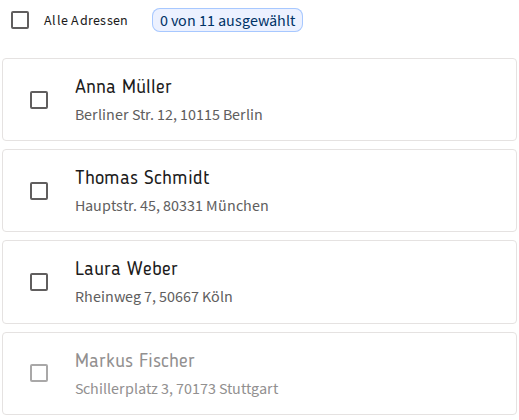 Alle Adressen
0 von 11 ausgewählt
Anna Müller
Berliner Str. 12, 10115 Berlin
Thomas Schmidt
Hauptstr. 45, 80331 München
Laura Weber
Rheinweg 7, 50667 Köln
Markus Fischer
Schillerplatz 3, 70173 Stuttgart